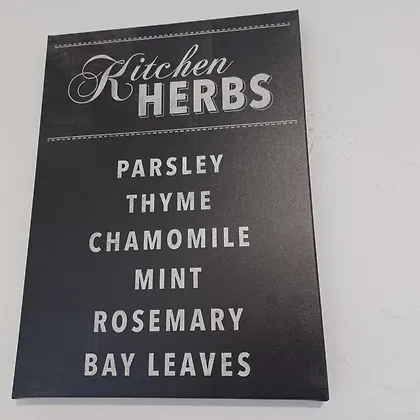 Kitchen
HERBS
PARSLEY
THYME
CHAMOMILE
MINT
ROSEMARY
BAY LEAVES